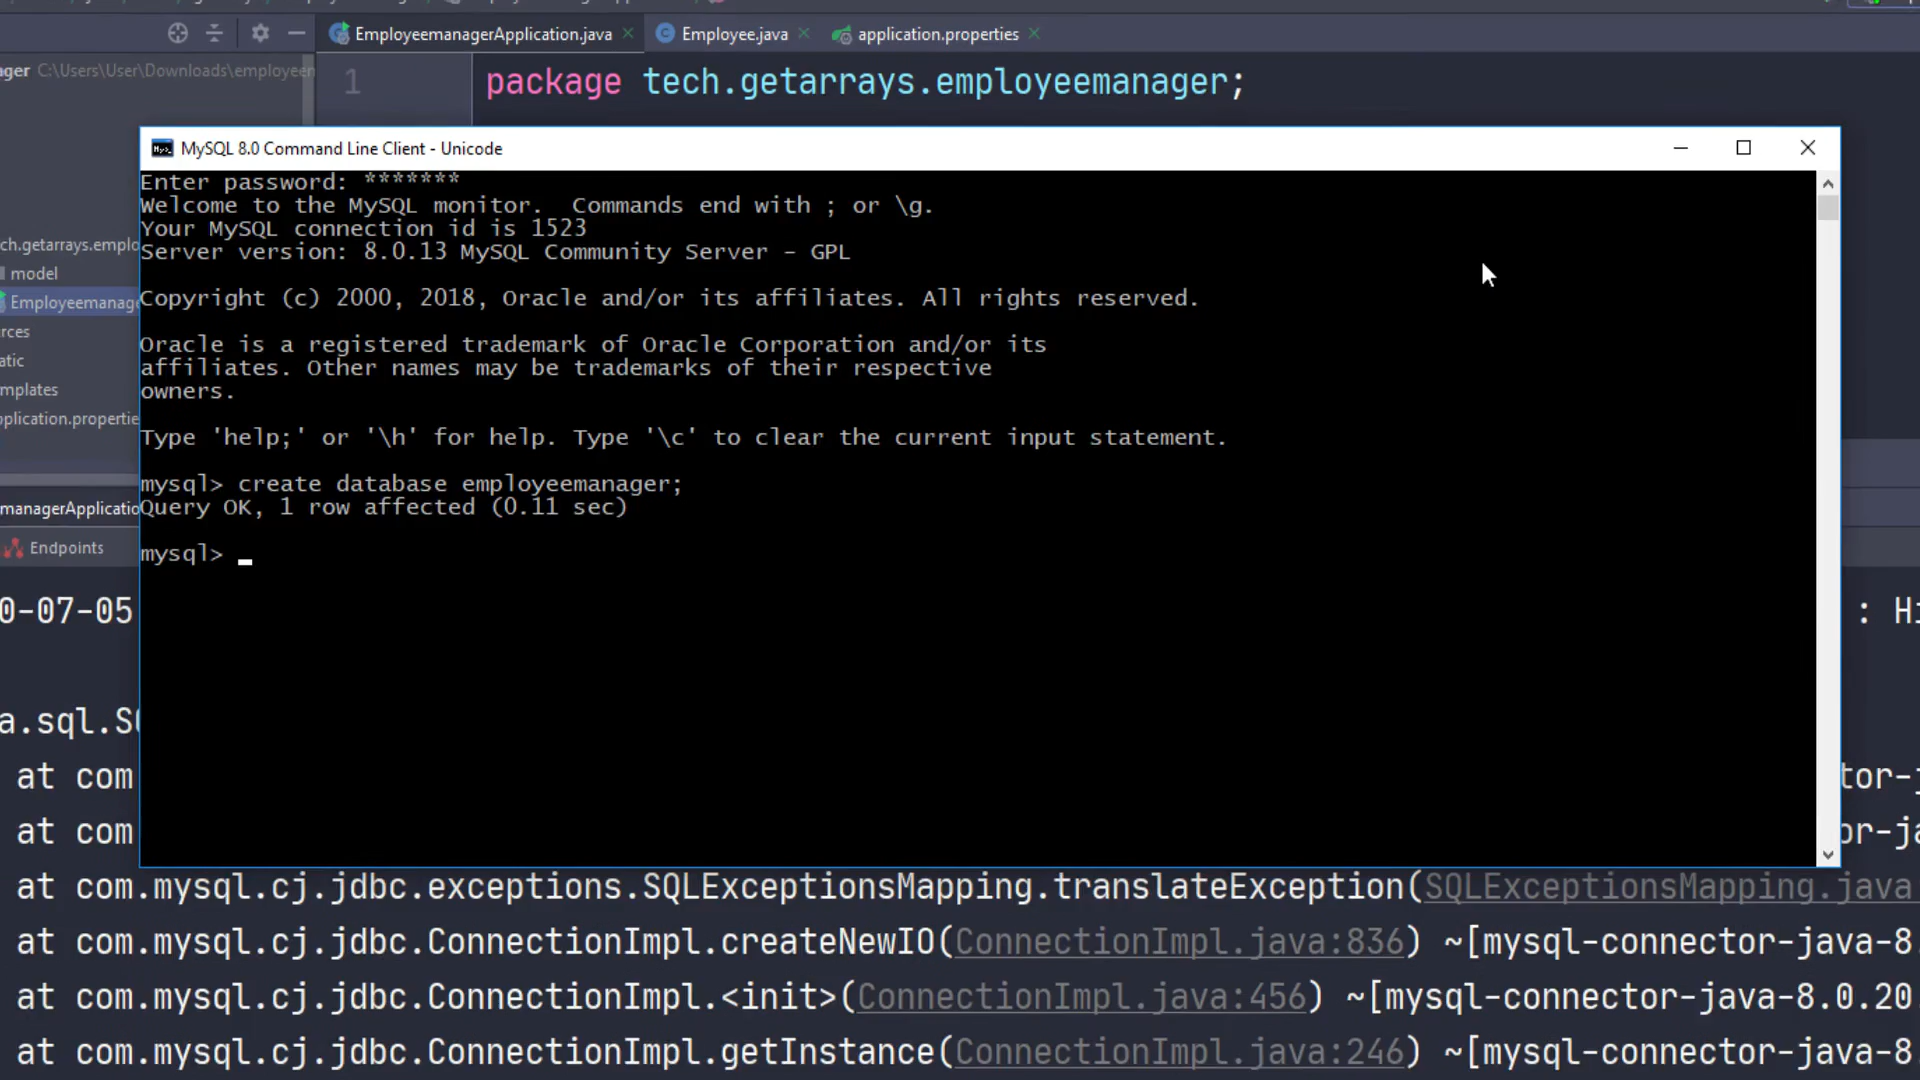 EmployeemanagerApplication.java
Employee.java
application.properties
ager C:\Users\User\Downloads\employeen
1
package tech.getarrays.employeemanager;
MySQL 8.0 Command Line Client - Unicode
Enter password: *******
Welcome to the MySQL monitor.  Commands end with ; or \g.
Your MySQL connection id is 1523
Server version: 8.0.13 MySQL Community Server - GPL
Copyright (c) 2000, 2018, Oracle and/or its affiliates. All rights reserved.
Oracle is a registered trademark of Oracle Corporation and/or its
affiliates. Other names may be trademarks of their respective
owners.
Type 'help;' or '\h' for help. Type '\c' to clear the current input statement.
mysql> create database employeemanager;
Query OK, 1 row affected (0.11 sec)
mysql>
ch.getarrays.emplo
model
Employeemanage
rces
atic
mplates
pplication.propertie
managerApplicatio
Endpoints
0-07-05
: Hi
a.sql.SQ
at com
tor-j
at com
or-ja
at com.mysql.cj.jdbc.exceptions.SQLExceptionsMapping.translateException(SQLExceptionsMapping.java
at com.mysql.cj.jdbc.ConnectionImpl.createNewIO(ConnectionImpl.java:836) ~[mysql-connector-java-8
at com.mysql.cj.jdbc.ConnectionImpl.<init>(ConnectionImpl.java:456) ~[mysql-connector-java-8.0.20
at com.mysql.cj.jdbc.ConnectionImpl.getInstance(ConnectionImpl.java:246) ~[mysql-connector-java-8